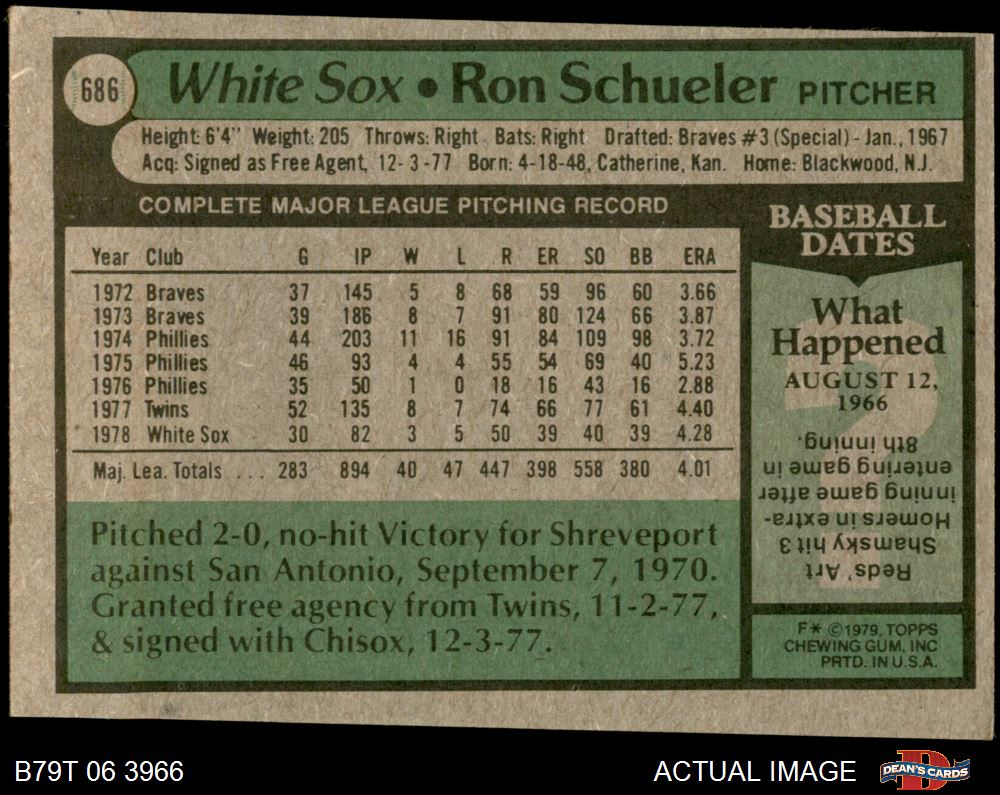 686
White Sox • Ron Schueler PITCHER
Height: 6'4" Weight: 205 Throws: Right Bats: Right Drafted: Braves #3 (Special) - Jan., 1967
Acq: Signed as Free Agent, 12-3-77 Born: 4-18-48, Catherine, Kan. Home: Blackwood, N.J.
COMPLETE MAJOR LEAGUE PITCHING RECORD
Year Club G IP W L R ER SO BB ERA
1972 Braves 37 145 5 8 68 59 96 60 3.66
1973 Braves 39 186 8 7 91 80 124 66 3.87
1974 Phillies 44 203 11 16 91 84 109 98 3.72
1975 Phillies 46 93 4 4 55 54 69 40 5.23
1976 Phillies 35 50 1 0 18 16 43 16 2.88
1977 Twins 52 135 8 7 74 66 77 61 4.40
1978 White Sox 30 82 3 5 50 39 40 39 4.28
Maj. Lea. Totals .... 283 894 40 47 447 398 558 380 4.01
Pitched 2-0, no-hit Victory for Shreveport
against San Antonio, September 7, 1970.
Granted free agency from Twins, 11-2-77,
& signed with Chisox, 12-3-77.
BASEBALL
DATES
What
Happened
AUGUST 12,
1966
Reds' Art
Shamsky hit 3
Homers in extra-
inning game after
entering game in
8th inning.
F* ©1979, TOPPS
CHEWING GUM, INC
PRTD. IN U.S.A.
B79T 06 3966
ACTUAL IMAGE
DEAN'S CARDS